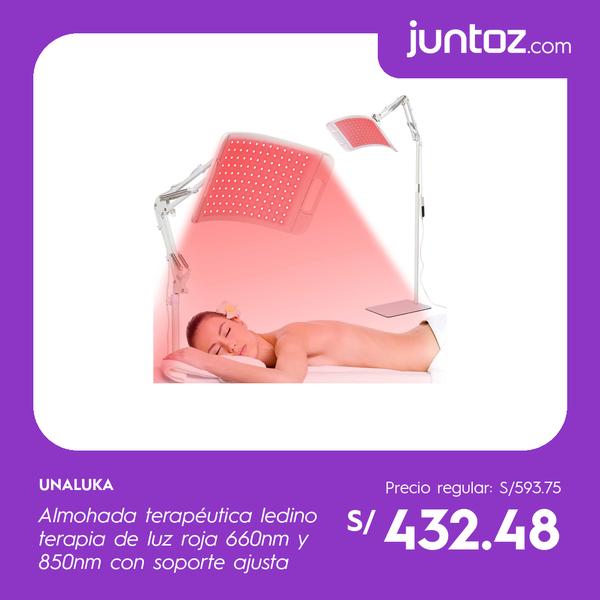 juntoz.com
UNALUKA
Almohada terapéutica ledino
terapia de luz roja 660nm y
850nm con soporte ajusta
Precio regular: S/593.75
S/ 432.48